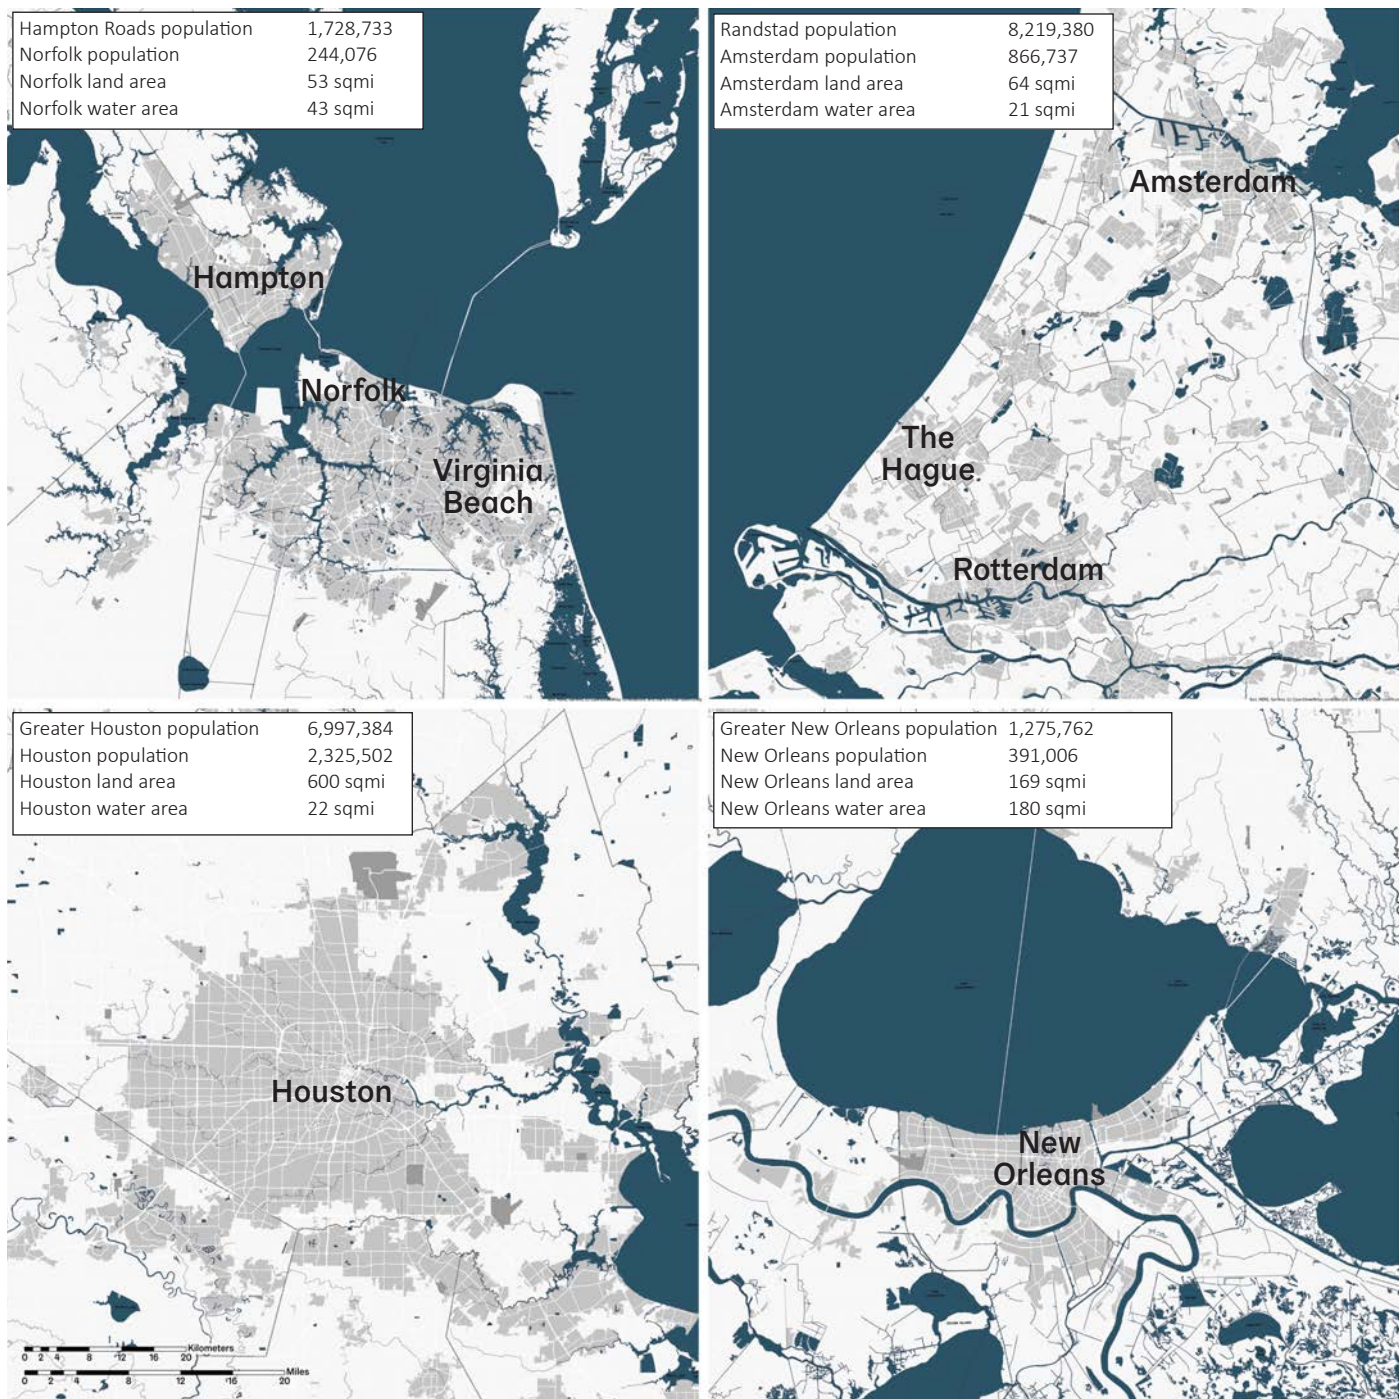 Hampton Roads population 1,728,733
Norfolk population 244,076
Norfolk land area 53 sqmi
Norfolk water area 43 sqmi
Hampton
Norfolk
Virginia
Beach
Randstad population 8,219,380
Amsterdam population 866,737
Amsterdam land area 64 sqmi
Amsterdam water area 21 sqmi
Amsterdam
The
Hague
Rotterdam
Greater Houston population 6,997,384
Houston population 2,325,502
Houston land area 600 sqmi
Houston water area 22 sqmi
Houston
Kilometers
0 2 4 8 12 16 20
Miles
0 2 4 8 12 16 20
Greater New Orleans population 1,275,762
New Orleans population 391,006
New Orleans land area 169 sqmi
New Orleans water area 180 sqmi
New
Orleans